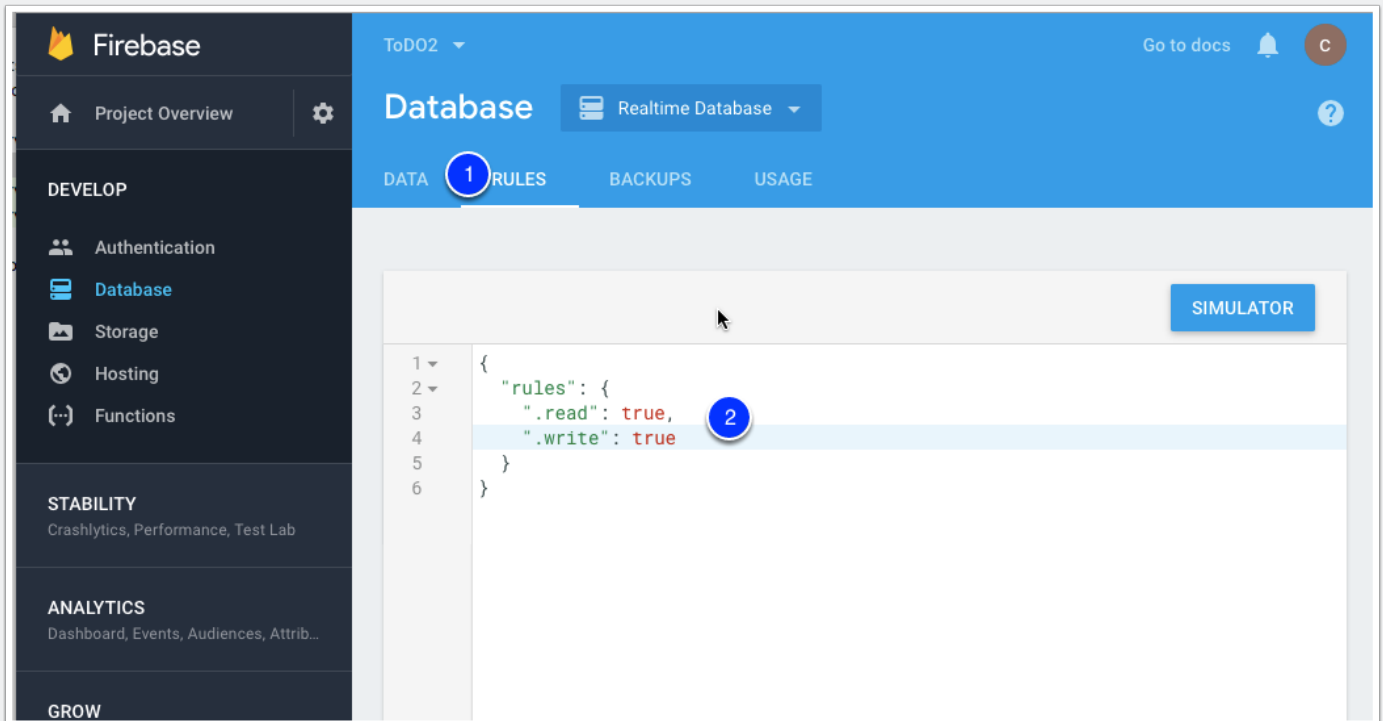 Firebase
ToDO2
Go to docs
C
Project Overview
Database
Realtime Database
?
DATA
1
RULES
BACKUPS
USAGE
DEVELOP
Authentication
Database
Storage
Hosting
Functions
SIMULATOR
1 {
2 "rules": {
3 ".read": true,
2
4 ".write": true
5 }
6 }
STABILITY
Crashlytics, Performance, Test Lab
ANALYTICS
Dashboard, Events, Audiences, Attrib...
GROW